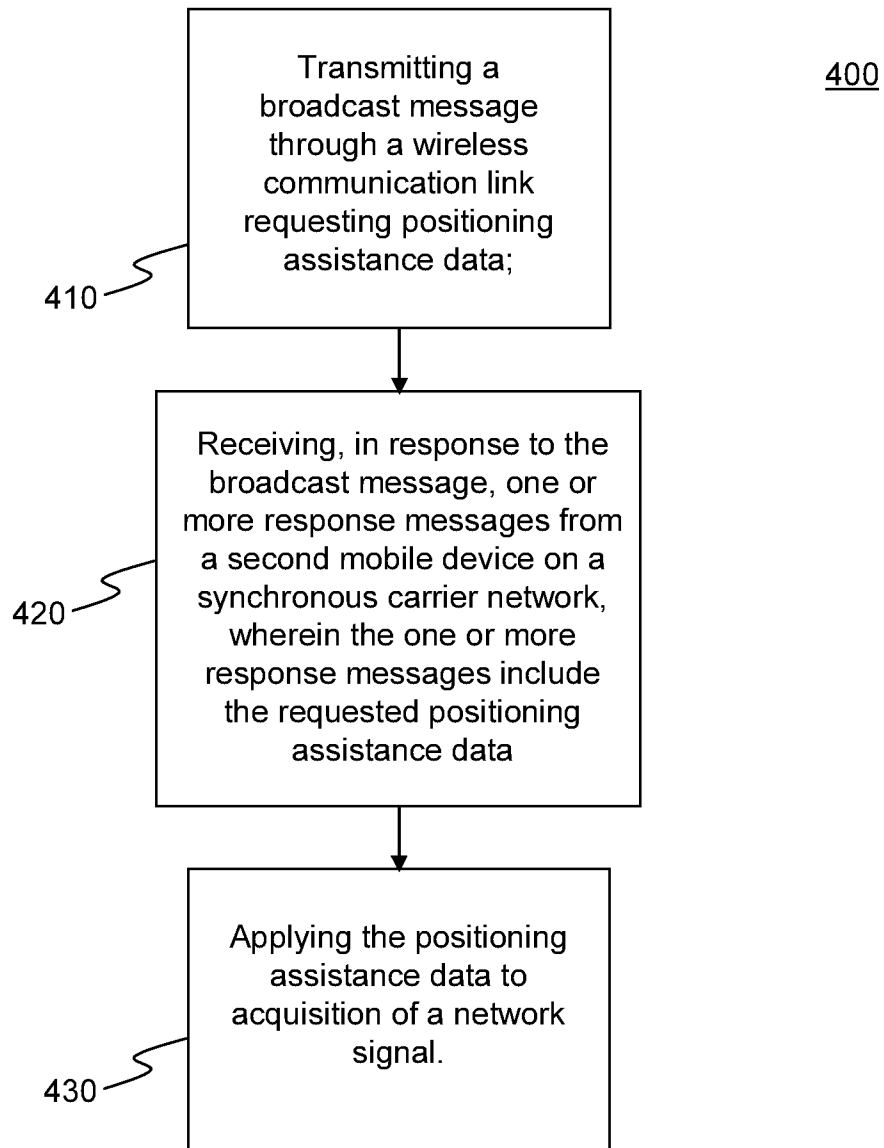 Transmitting a
broadcast message
through a wireless
communication link
requesting positioning
assistance data;
400
410
Receiving, in response to the
broadcast message, one or
more response messages from
a second mobile device on a
synchronous carrier network,
wherein the one or more
response messages include
the requested positioning
assistance data
420
Applying the positioning
assistance data to
acquisition of a network
signal.
430